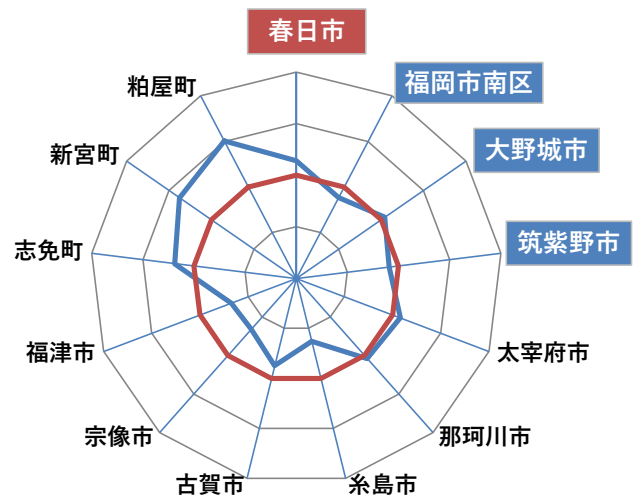 春日市
福岡市南区
大野城市
筑紫野市
太宰府市
那珂川市
糸島市
古賀市
宗像市
福津市
志免町
新宮町
粕屋町